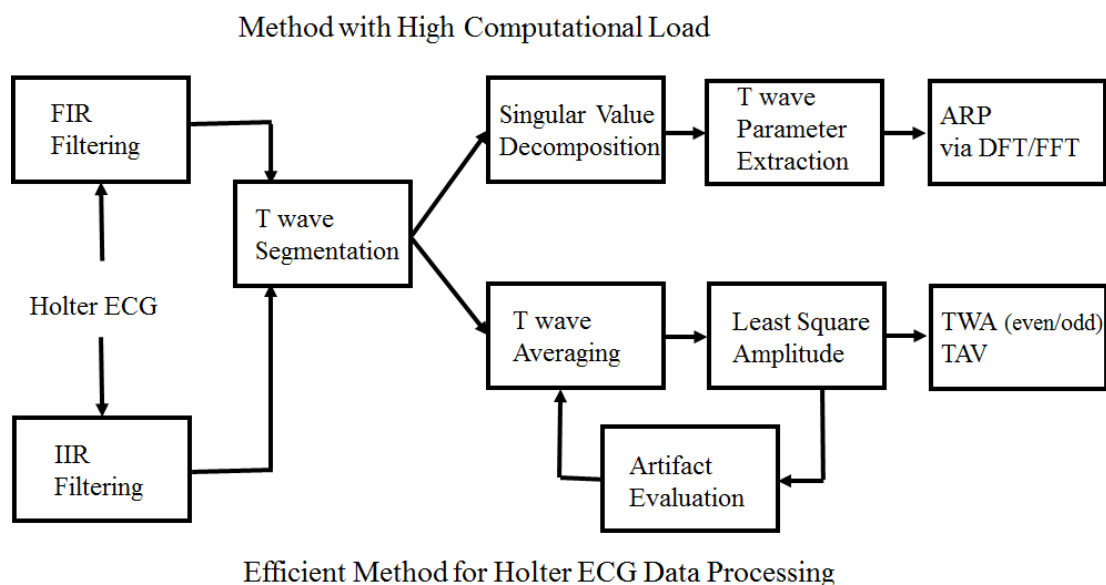 Method with High Computational Load
FIR
Filtering
Singular Value
Decomposition
T wave
Parameter
Extraction
ARP
via DFT/FFT
T wave
Segmentation
Holter ECG
T wave
Averaging
Least Square
Amplitude
TWA (even/odd)
TAV
IIR
Filtering
Artifact
Evaluation
Efficient Method for Holter ECG Data Processing